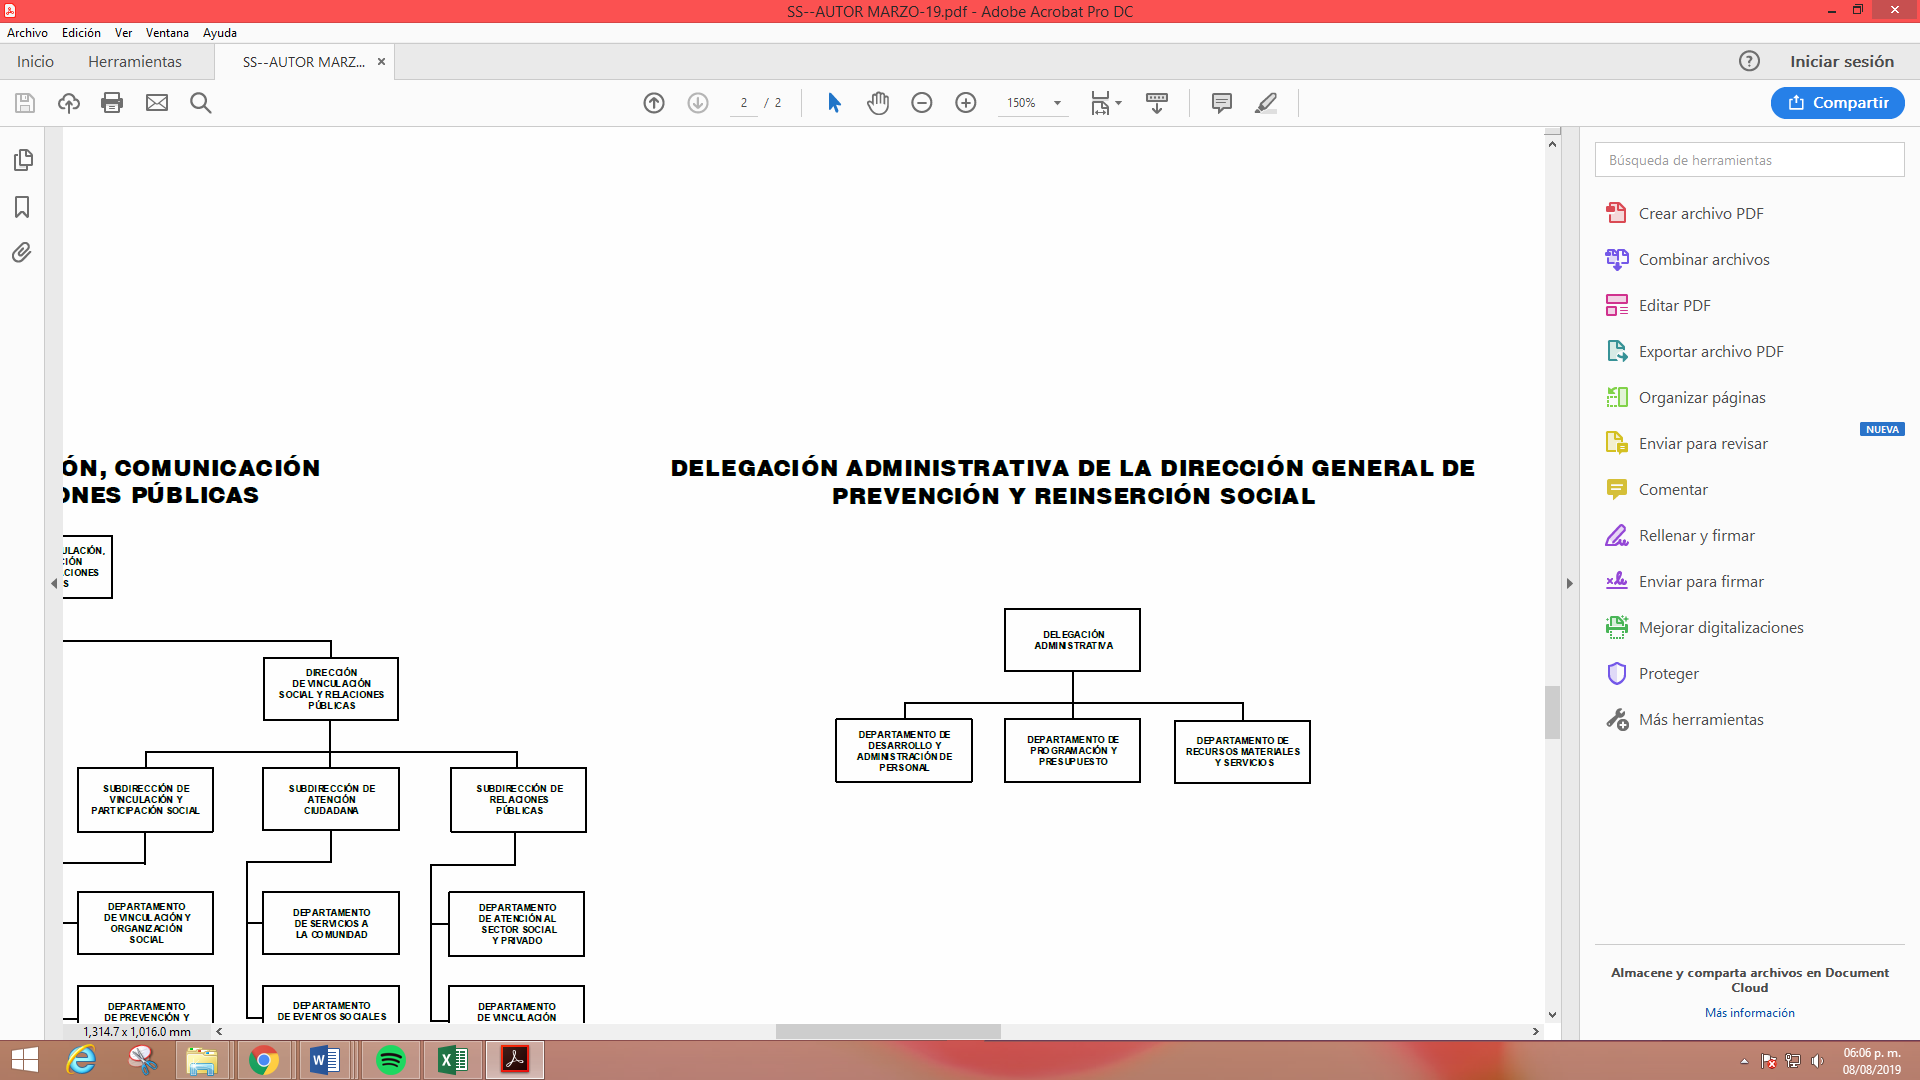 SS--AUTOR MARZO-19.pdf - Adobe Acrobat Pro DC
Archivo Edición Ver Ventana Ayuda
Inicio Herramientas SS--AUTOR MARZ... × ? Iniciar sesión
2 / 2 150% Compartir
Búsqueda de herramientas
Crear archivo PDF
Combinar archivos
Editar PDF
Exportar archivo PDF
Organizar páginas
NUEVA
Enviar para revisar
Comentar
Rellenar y firmar
Enviar para firmar
Mejorar digitalizaciones
Proteger
Más herramientas
Almacene y comparta archivos en Document
Cloud
Más información
ÓN, COMUNICACIÓN
ONES PÚBLICAS
ULACIÓN,
CIÓN
ACIONES
S
DIRECCIÓN
DE VINCULACIÓN
SOCIAL Y RELACIONES
PÚBLICAS
SUBDIRECCIÓN DE
VINCULACIÓN Y
PARTICIPACIÓN SOCIAL
SUBDIRECCIÓN DE
ATENCIÓN
CIUDADANA
SUBDIRECCIÓN DE
RELACIONES
PÚBLICAS
DEPARTAMENTO
DE VINCULACIÓN Y
ORGANIZACIÓN
SOCIAL
DEPARTAMENTO
DE SERVICIOS A
LA COMUNIDAD
DEPARTAMENTO
DE ATENCIÓN AL
SECTOR SOCIAL
Y PRIVADO
DEPARTAMENTO
DE PREVENCIÓN Y
DEPARTAMENTO
DE EVENTOS SOCIALES
DEPARTAMENTO
DE VINCULACIÓN
DELEGACIÓN ADMINISTRATIVA DE LA DIRECCIÓN GENERAL DE
PREVENCIÓN Y REINSERCIÓN SOCIAL
DELEGACIÓN
ADMINISTRATIVA
DEPARTAMENTO DE
DESARROLLO Y
ADMINISTRACIÓN DE
PERSONAL
DEPARTAMENTO DE
PROGRAMACIÓN Y
PRESUPUESTO
DEPARTAMENTO DE
RECURSOS MATERIALES
Y SERVICIOS
1,314.7 x 1,016.0 mm
06:06 p. m.
08/08/2019